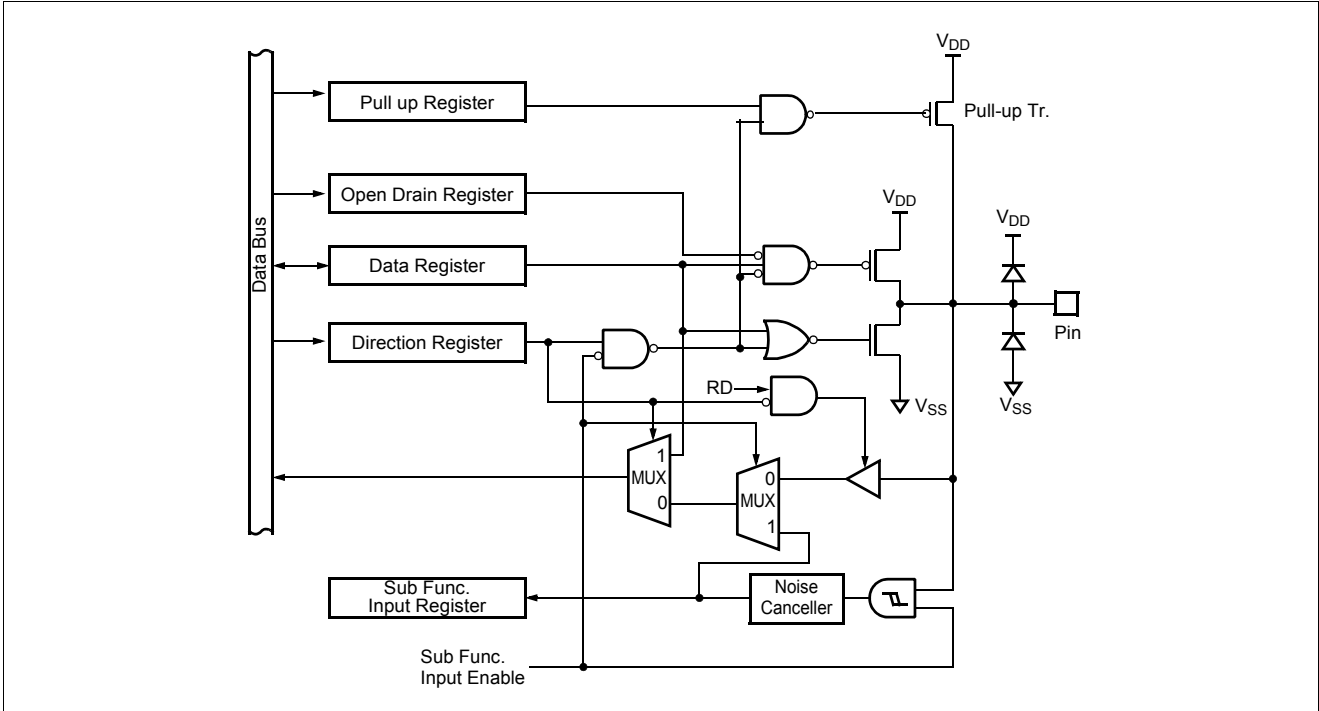 VDD
Pull up Register
Pull-up Tr.
Open Drain Register
VDD
VDD
Data Bus
Data Register
Direction Register
Pin
RD
VSS
VSS
1
MUX
0
0
MUX
1
Sub Func.
Input Register
Noise
Canceller
Sub Func.
Input Enable